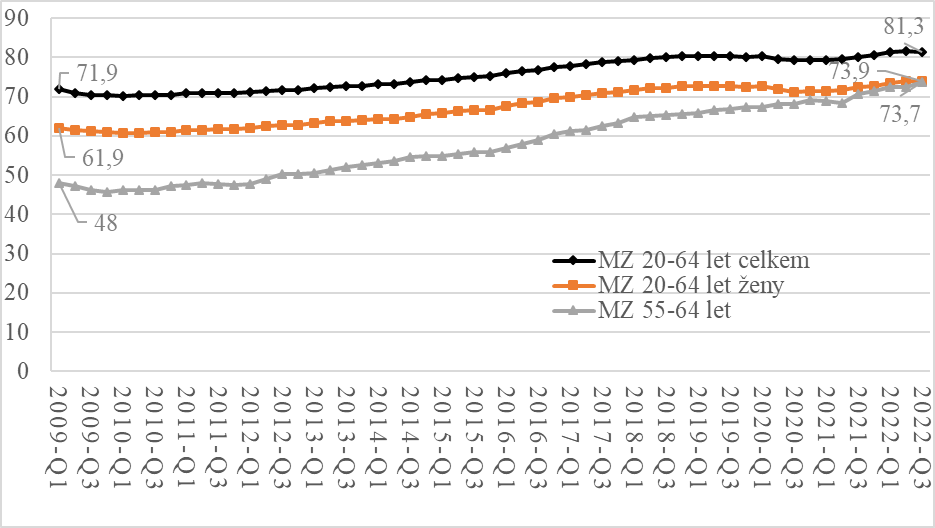 90
80
70
60
50
40
30
20
10
0
71,9
61,9
48
81,3
73,9
73,7
MZ 20-64 let celkem
MZ 20-64 let ženy
MZ 55-64 let
2009-Q1
2009-Q3
2010-Q1
2010-Q3
2011-Q1
2011-Q3
2012-Q1
2012-Q3
2013-Q1
2013-Q3
2014-Q1
2014-Q3
2015-Q1
2015-Q3
2016-Q1
2016-Q3
2017-Q1
2017-Q3
2018-Q1
2018-Q3
2019-Q1
2019-Q3
2020-Q1
2020-Q3
2021-Q1
2021-Q3
2022-Q1
2022-Q3